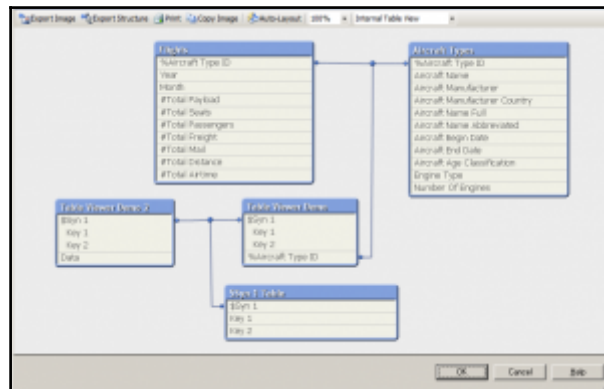 Export Image Export Structure Print Copy Image Auto-Layout 100% Internal Table View
Flights
%Aircraft Type ID
Year
Month
#Total Payload
#Total Seats
#Total Passengers
#Total Freight
#Total Mail
#Total Distance
#Total Airtime
Aircraft Types
%Aircraft Type ID
Aircraft Name
Aircraft Manufacturer
Aircraft Manufacturer Country
Aircraft Name Full
Aircraft Name Abbreviated
Aircraft Begin Date
Aircraft End Date
Aircraft Age Classification
Engine Type
Number Of Engines
Table Viewer Demo 2
$Syn 1
Key 1
Key 2
Data
Table Viewer Demo
$Syn 1
Key 1
Key 2
%Aircraft Type ID
$Syn 1 Table
$Syn 1
Key 1
Key 2
OK Cancel Help